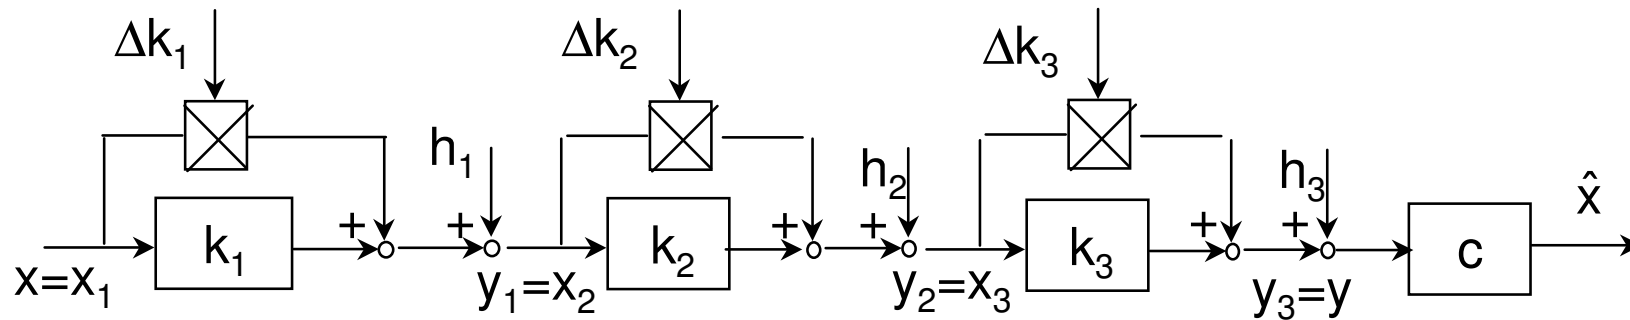 Δk₁ Δk₂ Δk₃
h₁ h₂ h₃ x̂
+ + + + + +
k₁ k₂ k₃ c
x=x₁ y₁=x₂ y₂=x₃ y₃=y